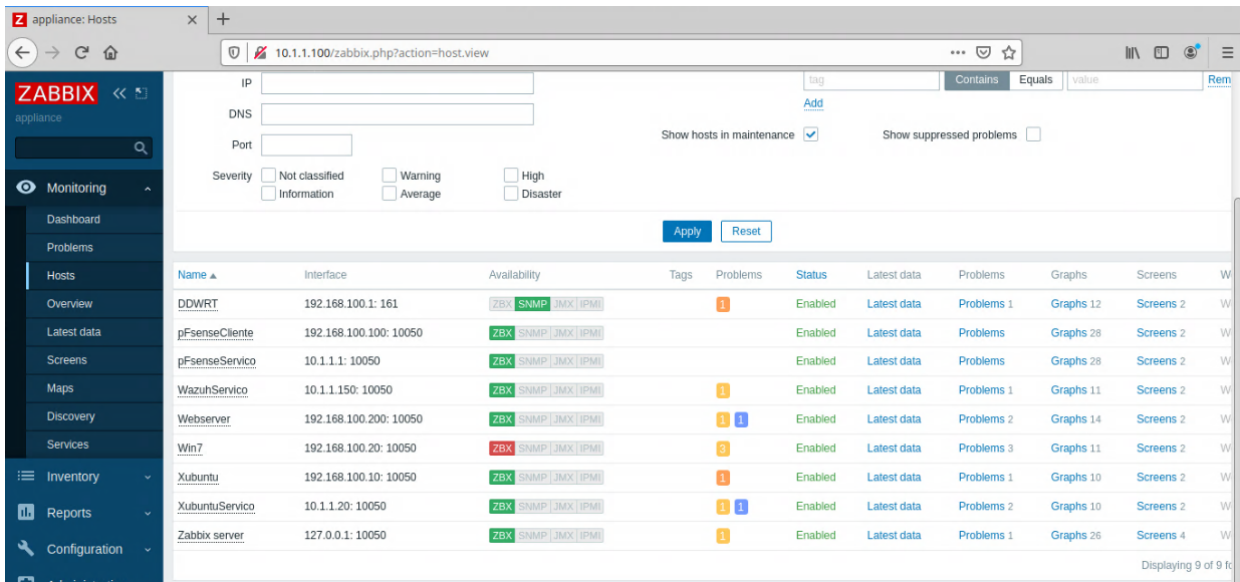 Z appliance: Hosts × +
10.1.1.100/zabbix.php?action=host.view
ZABBIX
appliance
Monitoring
Dashboard
Problems
Hosts
Overview
Latest data
Screens
Maps
Discovery
Services
Inventory
Reports
Configuration
IP
DNS
Port
Severity Not classified Warning High
Information Average Disaster
tag Contains Equals value Rem
Add
Show hosts in maintenance Show suppressed problems
Apply Reset
Name Interface Availability Tags Problems Status Latest data Problems Graphs Screens W
DDWRT 192.168.100.1: 161 ZBX SNMP JMX IPMI 1 Enabled Latest data Problems 1 Graphs 12 Screens 2 W
pFsenseCliente 192.168.100.100: 10050 ZBX SNMP JMX IPMI Enabled Latest data Problems Graphs 28 Screens 2 W
pFsenseServico 10.1.1.1: 10050 ZBX SNMP JMX IPMI Enabled Latest data Problems Graphs 28 Screens 2 W
WazuhServico 10.1.1.150: 10050 ZBX SNMP JMX IPMI 1 Enabled Latest data Problems 1 Graphs 11 Screens 2 W
Webserver 192.168.100.200: 10050 ZBX SNMP JMX IPMI 1 1 Enabled Latest data Problems 2 Graphs 14 Screens 2 W
Win7 192.168.100.20: 10050 ZBX SNMP JMX IPMI 3 Enabled Latest data Problems 3 Graphs 11 Screens 2 W
Xubuntu 192.168.100.10: 10050 ZBX SNMP JMX IPMI 1 Enabled Latest data Problems 1 Graphs 10 Screens 2 W
XubuntuServico 10.1.1.20: 10050 ZBX SNMP JMX IPMI 1 1 Enabled Latest data Problems 2 Graphs 10 Screens 2 W
Zabbix server 127.0.0.1: 10050 ZBX SNMP JMX IPMI 1 Enabled Latest data Problems 1 Graphs 26 Screens 4 W
Displaying 9 of 9 fo